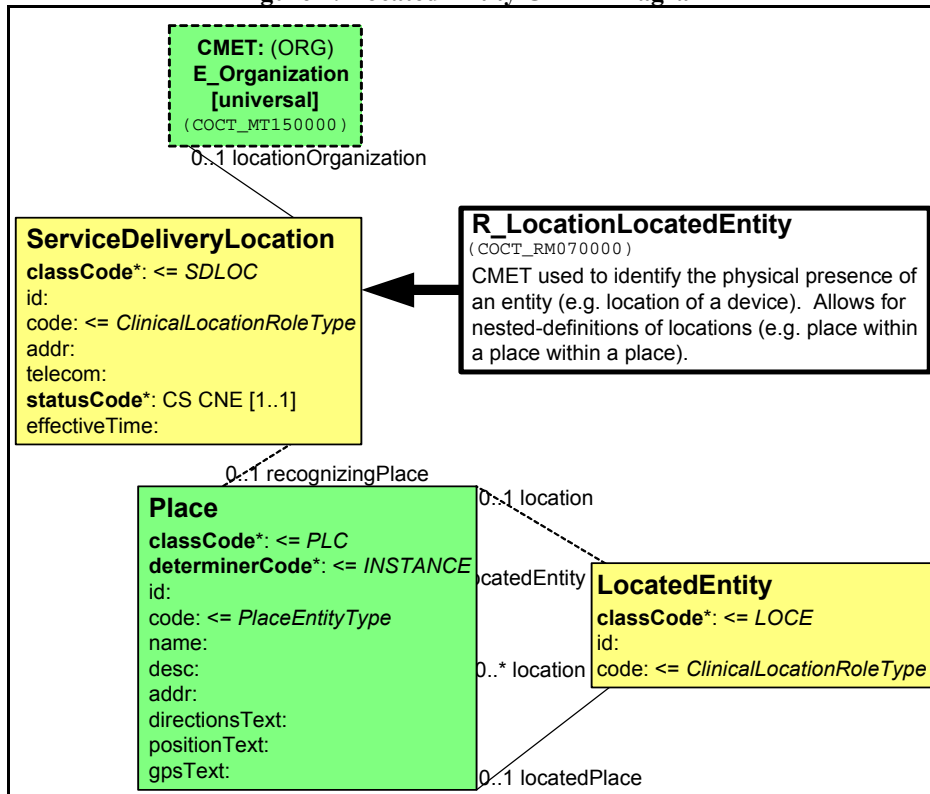 CMET: (ORG)
E_Organization
[universal]
(COCT_MT150000)
0..1 locationOrganization
ServiceDeliveryLocation
classCode*: <= SDLOC
id:
code: <= ClinicalLocationRoleType
addr:
telecom:
statusCode*: CS CNE [1..1]
effectiveTime:
R_LocationLocatedEntity
(COCT_RM070000)
CMET used to identify the physical presence of
an entity (e.g. location of a device).  Allows for
nested-definitions of locations (e.g. place within
a place within a place).
0..1 recognizingPlace
Place
classCode*: <= PLC
determinerCode*: <= INSTANCE
id:
code: <= PlaceEntityType
name:
desc:
addr:
directionsText:
positionText:
gpsText:
0..1 location
ocatedEntity
0..* location
0..1 locatedPlace
LocatedEntity
classCode*: <= LOCE
id:
code: <= ClinicalLocationRoleType